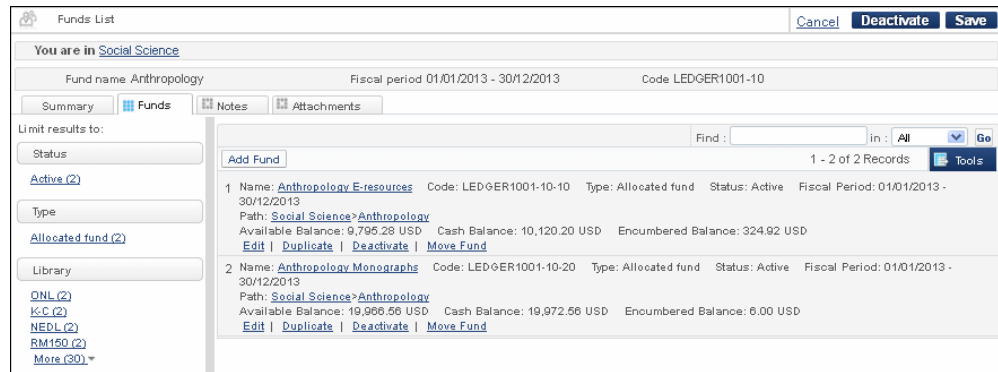 Funds List
Cancel Deactivate Save
You are in Social Science
Fund name Anthropology Fiscal period 01/01/2013 - 30/12/2013 Code LEDGER1001-10
Summary Funds Notes Attachments
Limit results to:
Status
Active (2)
Type
Allocated fund (2)
Library
ONL (2)
K-C (2)
NEDL (2)
RM150 (2)
More (30)
Find : in : All Go
Add Fund 1 - 2 of 2 Records Tools
1 Name: Anthropology E-resources Code: LEDGER1001-10-10 Type: Allocated fund Status: Active Fiscal Period: 01/01/2013 -
30/12/2013
Path: Social Science>Anthropology
Available Balance: 9,795.28 USD Cash Balance: 10,120.20 USD Encumbered Balance: 324.92 USD
Edit | Duplicate | Deactivate | Move Fund
2 Name: Anthropology Monographs Code: LEDGER1001-10-20 Type: Allocated fund Status: Active Fiscal Period: 01/01/2013 -
30/12/2013
Path: Social Science>Anthropology
Available Balance: 19,966.56 USD Cash Balance: 19,972.56 USD Encumbered Balance: 6.00 USD
Edit | Duplicate | Deactivate | Move Fund